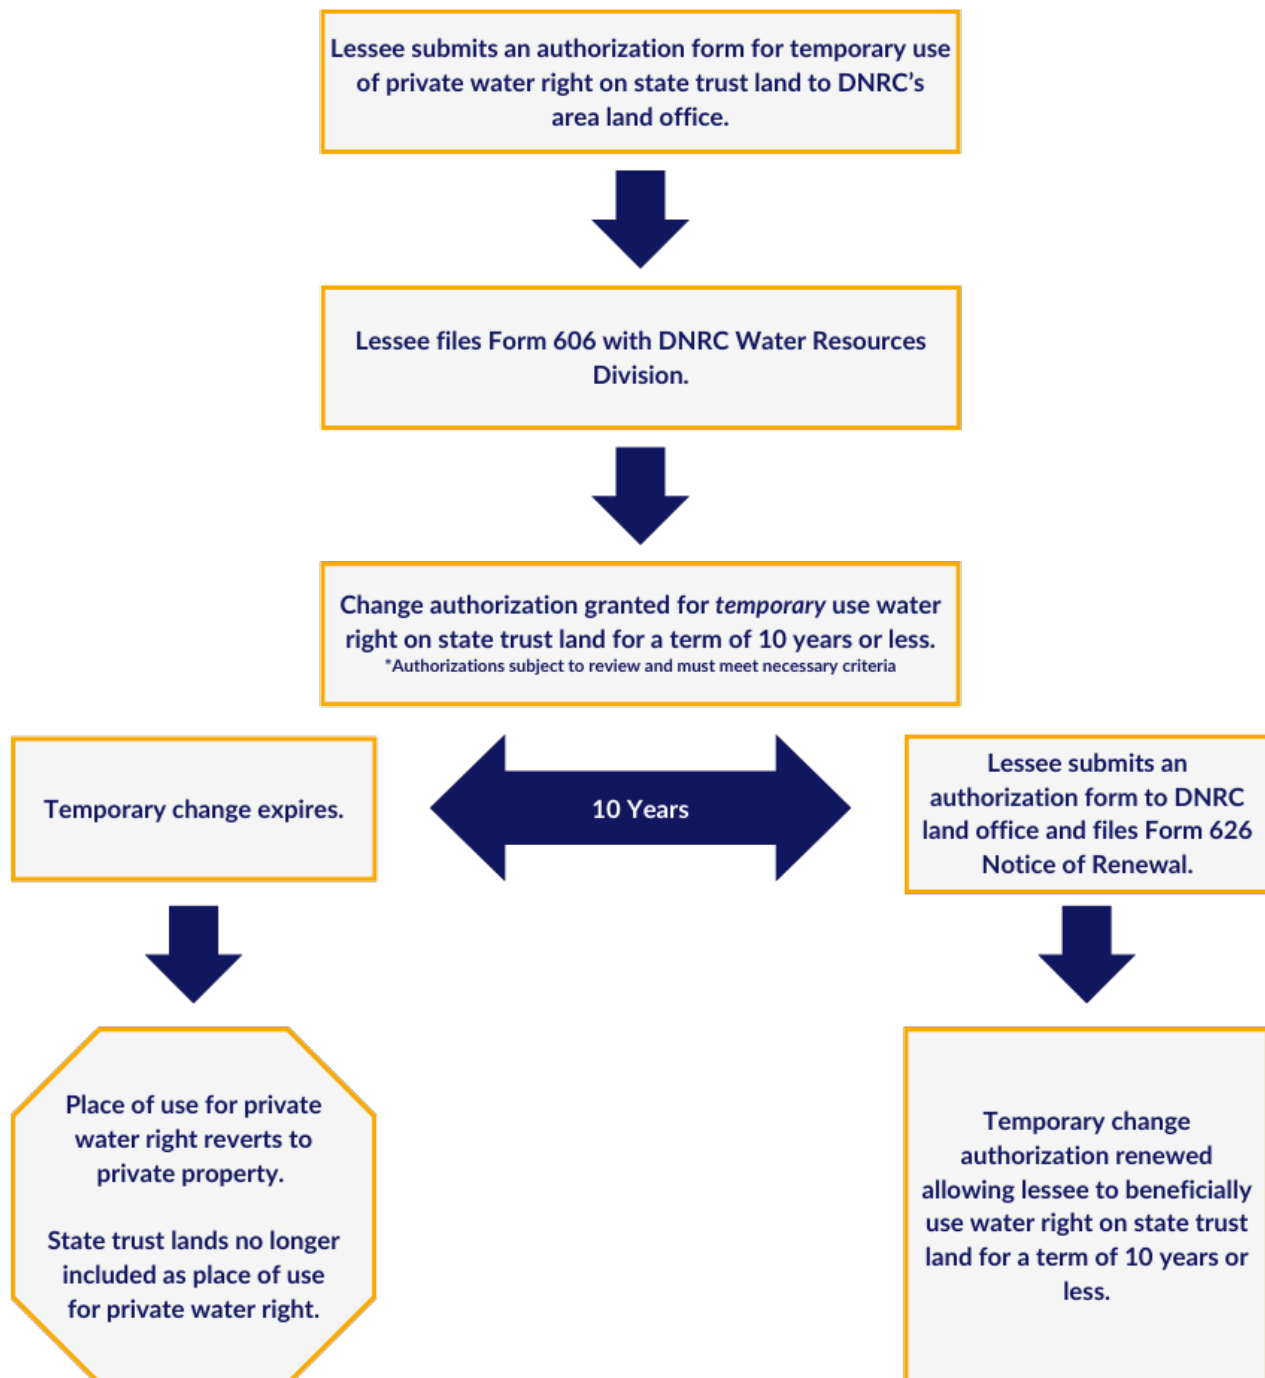 Lessee submits an authorization form for temporary use
of private water right on state trust land to DNRC’s
area land office.
Lessee files Form 606 with DNRC Water Resources
Division.
Change authorization granted for temporary use water
right on state trust land for a term of 10 years or less.
*Authorizations subject to review and must meet necessary criteria
Temporary change expires.
10 Years
Lessee submits an
authorization form to DNRC
land office and files Form 626
Notice of Renewal.
Place of use for private
water right reverts to
private property.
State trust lands no longer
included as place of use
for private water right.
Temporary change
authorization renewed
allowing lessee to beneficially
use water right on state trust
land for a term of 10 years or
less.